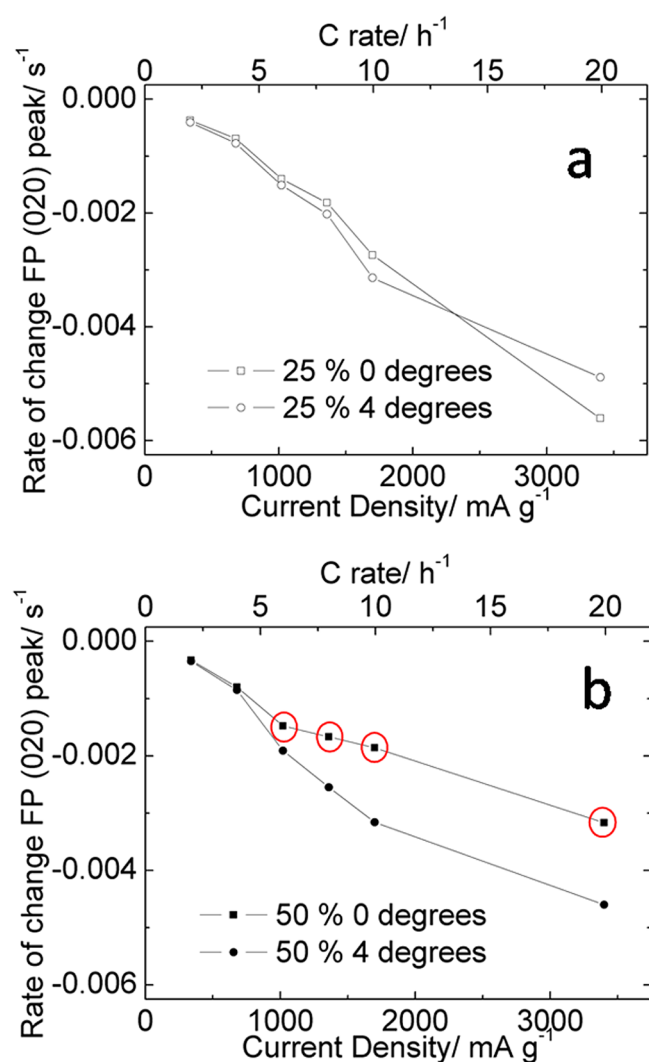 C rate/ h⁻¹
0 5 10 15 20
0.000
-0.002
-0.004
-0.006
Rate of change FP (020) peak/ s⁻¹
a
25 % 0 degrees
25 % 4 degrees
0 1000 2000 3000
Current Density/ mA g⁻¹
C rate/ h⁻¹
0 5 10 15 20
0.000
-0.002
-0.004
-0.006
Rate of change FP (020) peak/ s⁻¹
b
50 % 0 degrees
50 % 4 degrees
0 1000 2000 3000
Current Density/ mA g⁻¹